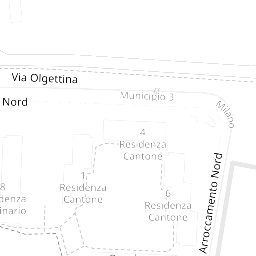 Via Olgettina
Nord
Municipio 3
Milano
4
Residenza
Cantone
1
Residenza
Cantone
6
Residenza
Cantone
8
denza
inario
Arroccamento Nord